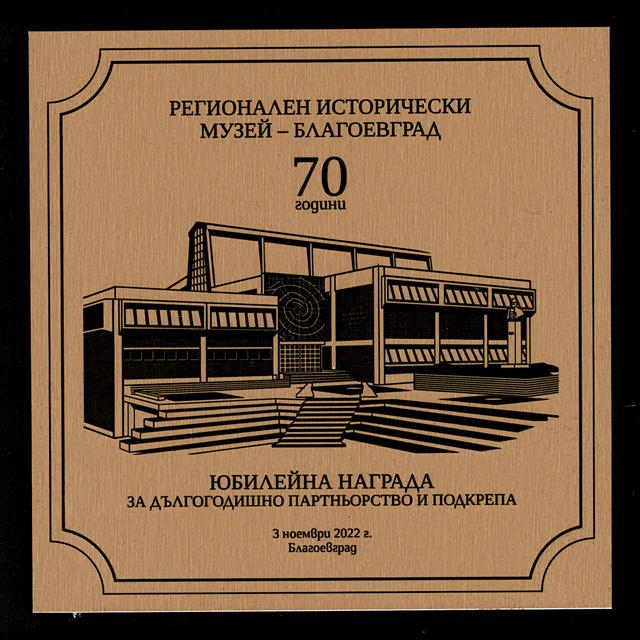 РЕГИОНАЛЕН ИСТОРИЧЕСКИ
МУЗЕЙ – БЛАГОЕВГРАД
70
години
ЮБИЛЕЙНА НАГРАДА
ЗА ДЪЛГОГОДИШНО ПАРТНЬОРСТВО И ПОДКРЕПА
3 ноември 2022 г.
Благоевград